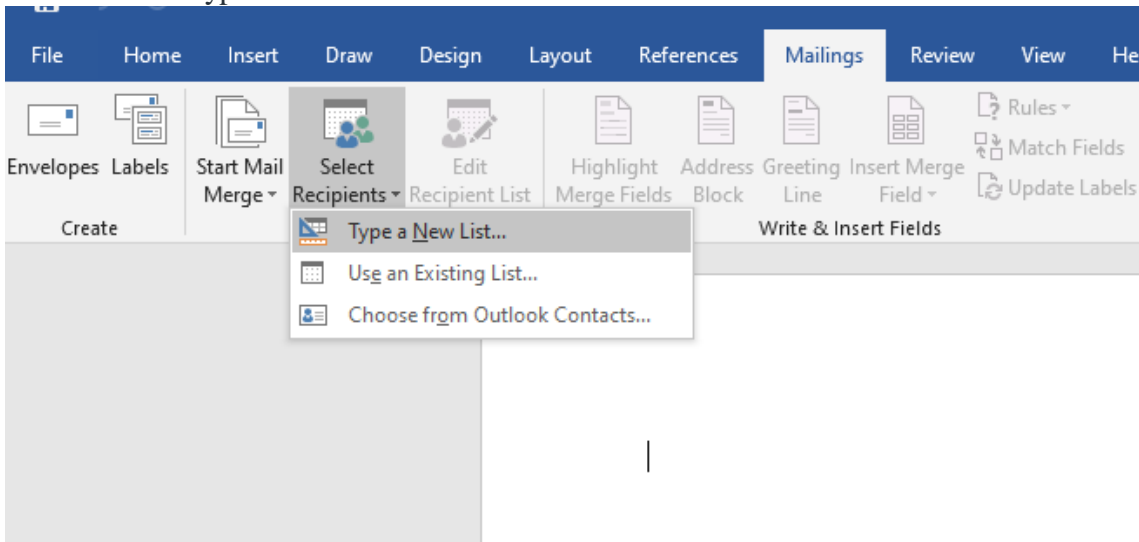 File Home Insert Draw Design Layout References Mailings Review View He
Envelopes Labels Start Mail Merge Select Recipients Edit Recipient List Highlight Merge Fields Address Block Greeting Line Insert Merge Field
Rules
Match Fields
Update Labels
Create Write & Insert Fields
Type a New List...
Use an Existing List...
Choose from Outlook Contacts...